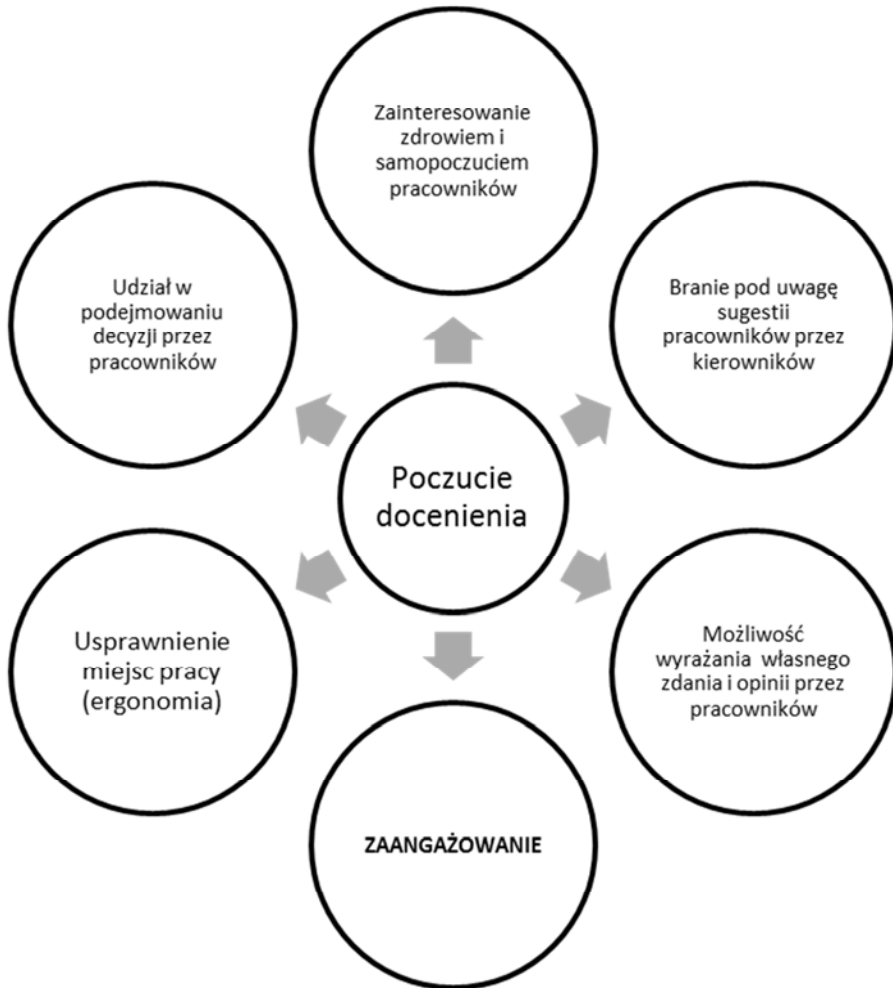 Zainteresowanie
zdrowiem i
samopoczuciem
pracowników
Udział w
podejmowaniu
decyzji przez
pracowników
Branie pod uwagę
sugestii
pracowników przez
kierowników
Poczucie
docenienia
Usprawnienie
miejsc pracy
(ergonomia)
Możliwość
wyrażania własnego
zdania i opinii przez
pracowników
ZAANGAŻOWANIE